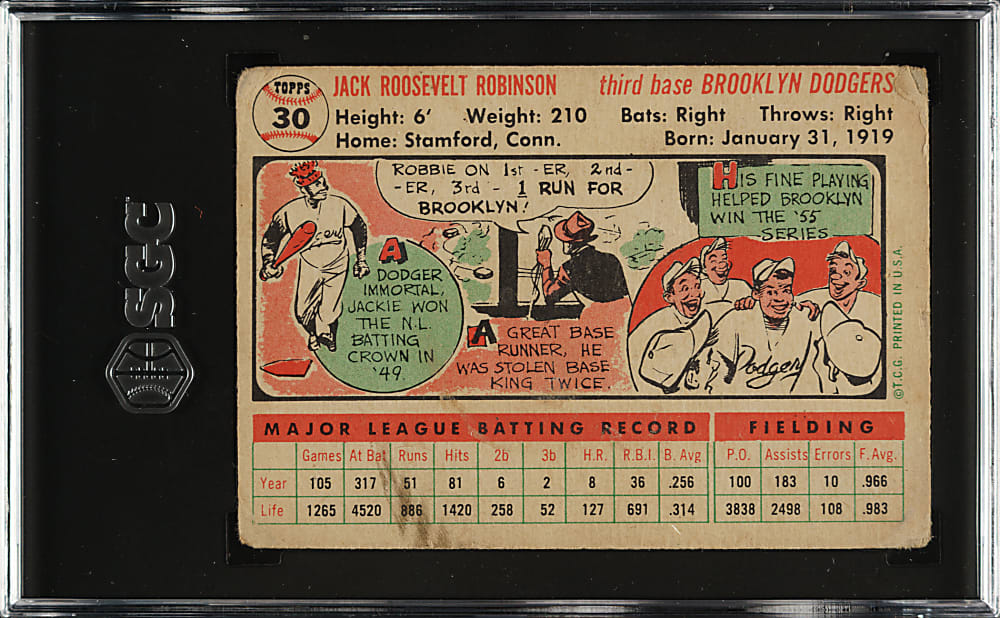 SGC
TOPPS
30
JACK ROOSEVELT ROBINSON third base BROOKLYN DODGERS
Height: 6' Weight: 210 Bats: Right Throws: Right
Home: Stamford, Conn. Born: January 31, 1919
ROBBIE ON 1st -ER, 2nd-
-ER, 3rd - 1 RUN FOR
BROOKLYN!
A
DODGER
IMMORTAL,
JACKIE WON
THE N.L.
BATTING
CROWN IN
'49.
A GREAT BASE
RUNNER, HE
WAS STOLEN BASE
KING TWICE.
HIS FINE PLAYING
HELPED BROOKLYN
WIN THE '55
SERIES
Dodgers
©T.C.G. PRINTED IN U.S.A.
MAJOR LEAGUE BATTING RECORD FIELDING
Games At Bat Runs Hits 2b 3b H.R. R.B.I. B. Avg P.O. Assists Errors F. Avg.
Year 105 317 51 81 6 2 8 36 .256 100 183 10 .966
Life 1265 4520 886 1420 258 52 127 691 .314 3838 2498 108 .983